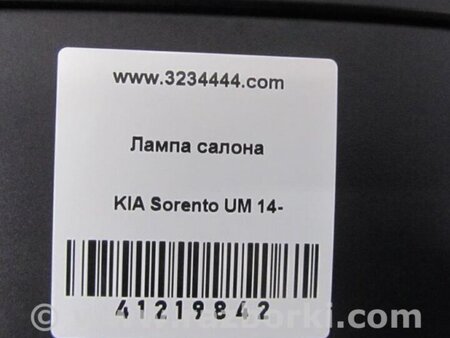 www.3234444.com
Лампа салона
KIA Sorento UM 14-
41219842